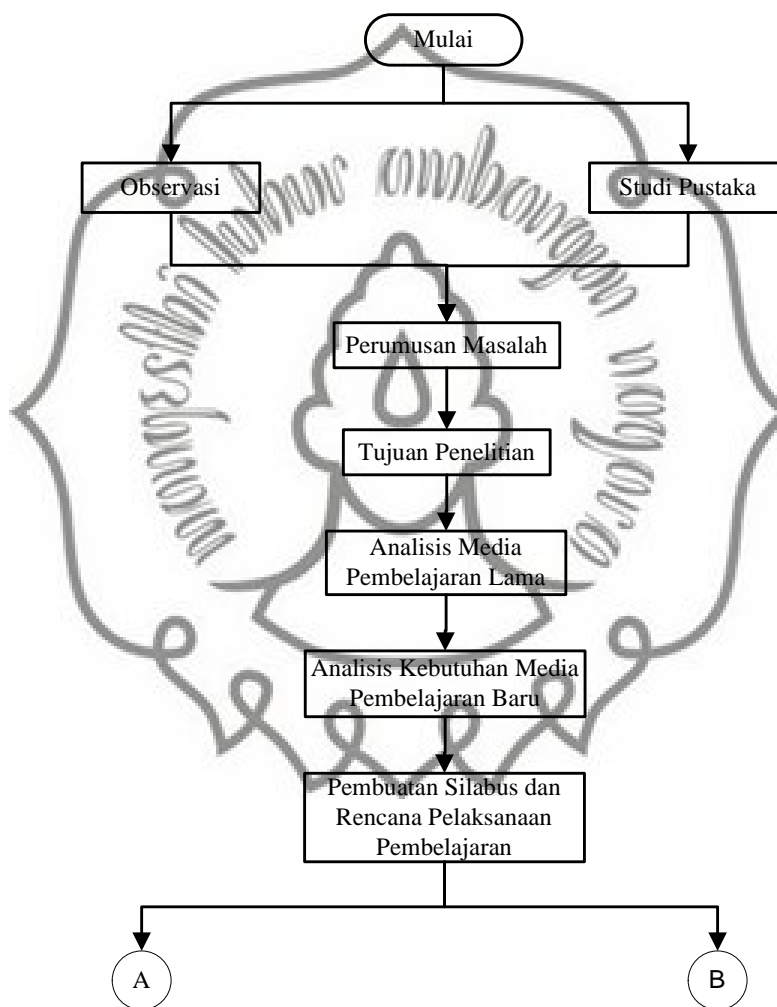 Mulai
Observasi
Studi Pustaka
Perumusan Masalah
Tujuan Penelitian
Analisis Media
Pembelajaran Lama
Analisis Kebutuhan Media
Pembelajaran Baru
Pembuatan Silabus dan
Rencana Pelaksanaan
Pembelajaran
A
B